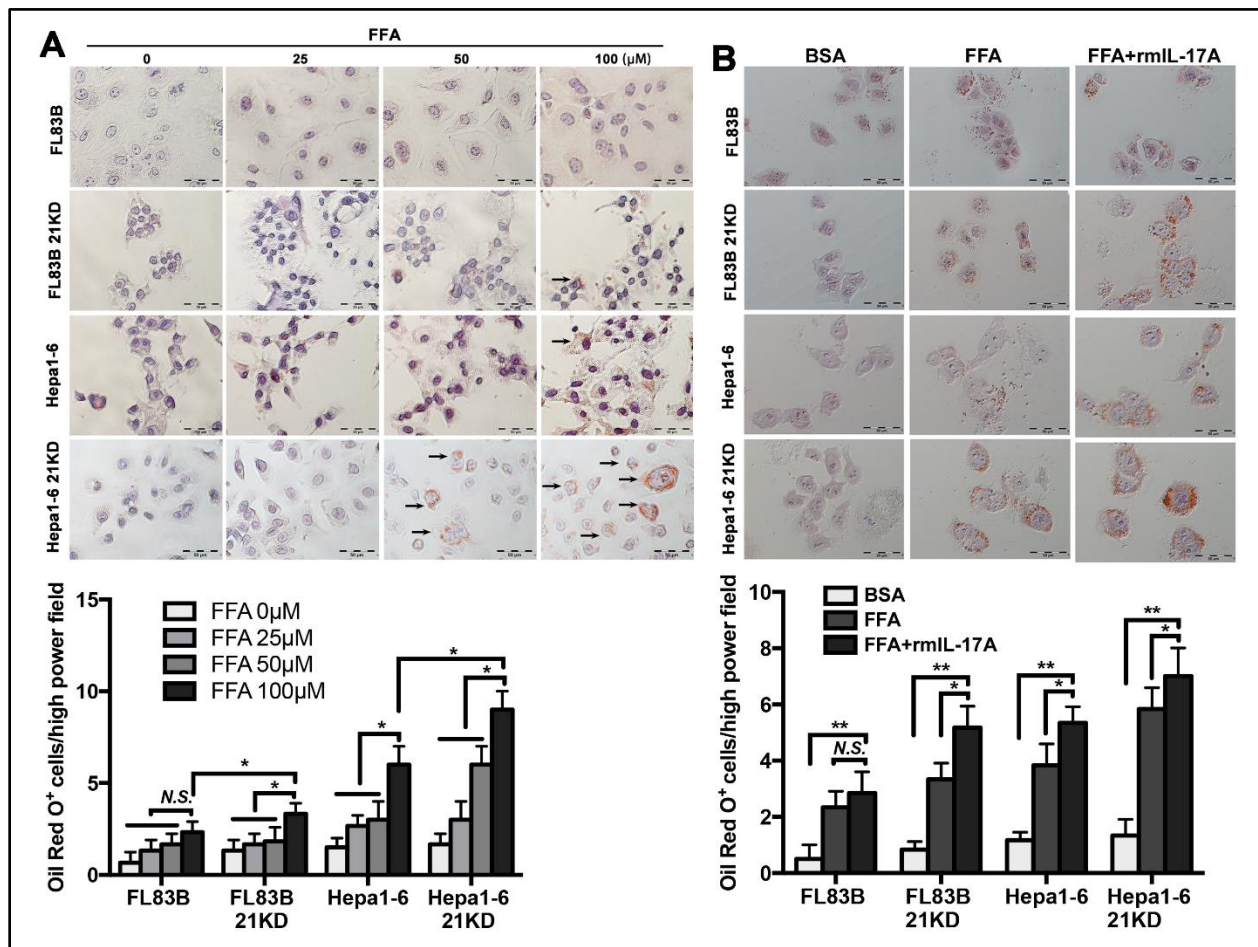 A
FFA
0 25 50 100 (µM)
FL83B
FL83B 21KD
Hepa1-6
Hepa1-6 21KD
50 µm
50 µm
15
10
5
0
Oil Red O+ cells/high power field
FFA 0µM
FFA 25µM
FFA 50µM
FFA 100µM
N.S.
*
*
*
*
*
FL83B
FL83B
21KD
Hepa1-6
Hepa1-6
21KD
B
BSA FFA FFA+rmIL-17A
FL83B
FL83B 21KD
Hepa1-6
Hepa1-6 21KD
10
8
6
4
2
0
Oil Red O+ cells/high power field
BSA
FFA
FFA+rmIL-17A
**
N.S.
**
*
**
*
**
*
FL83B
FL83B
21KD
Hepa1-6
Hepa1-6
21KD